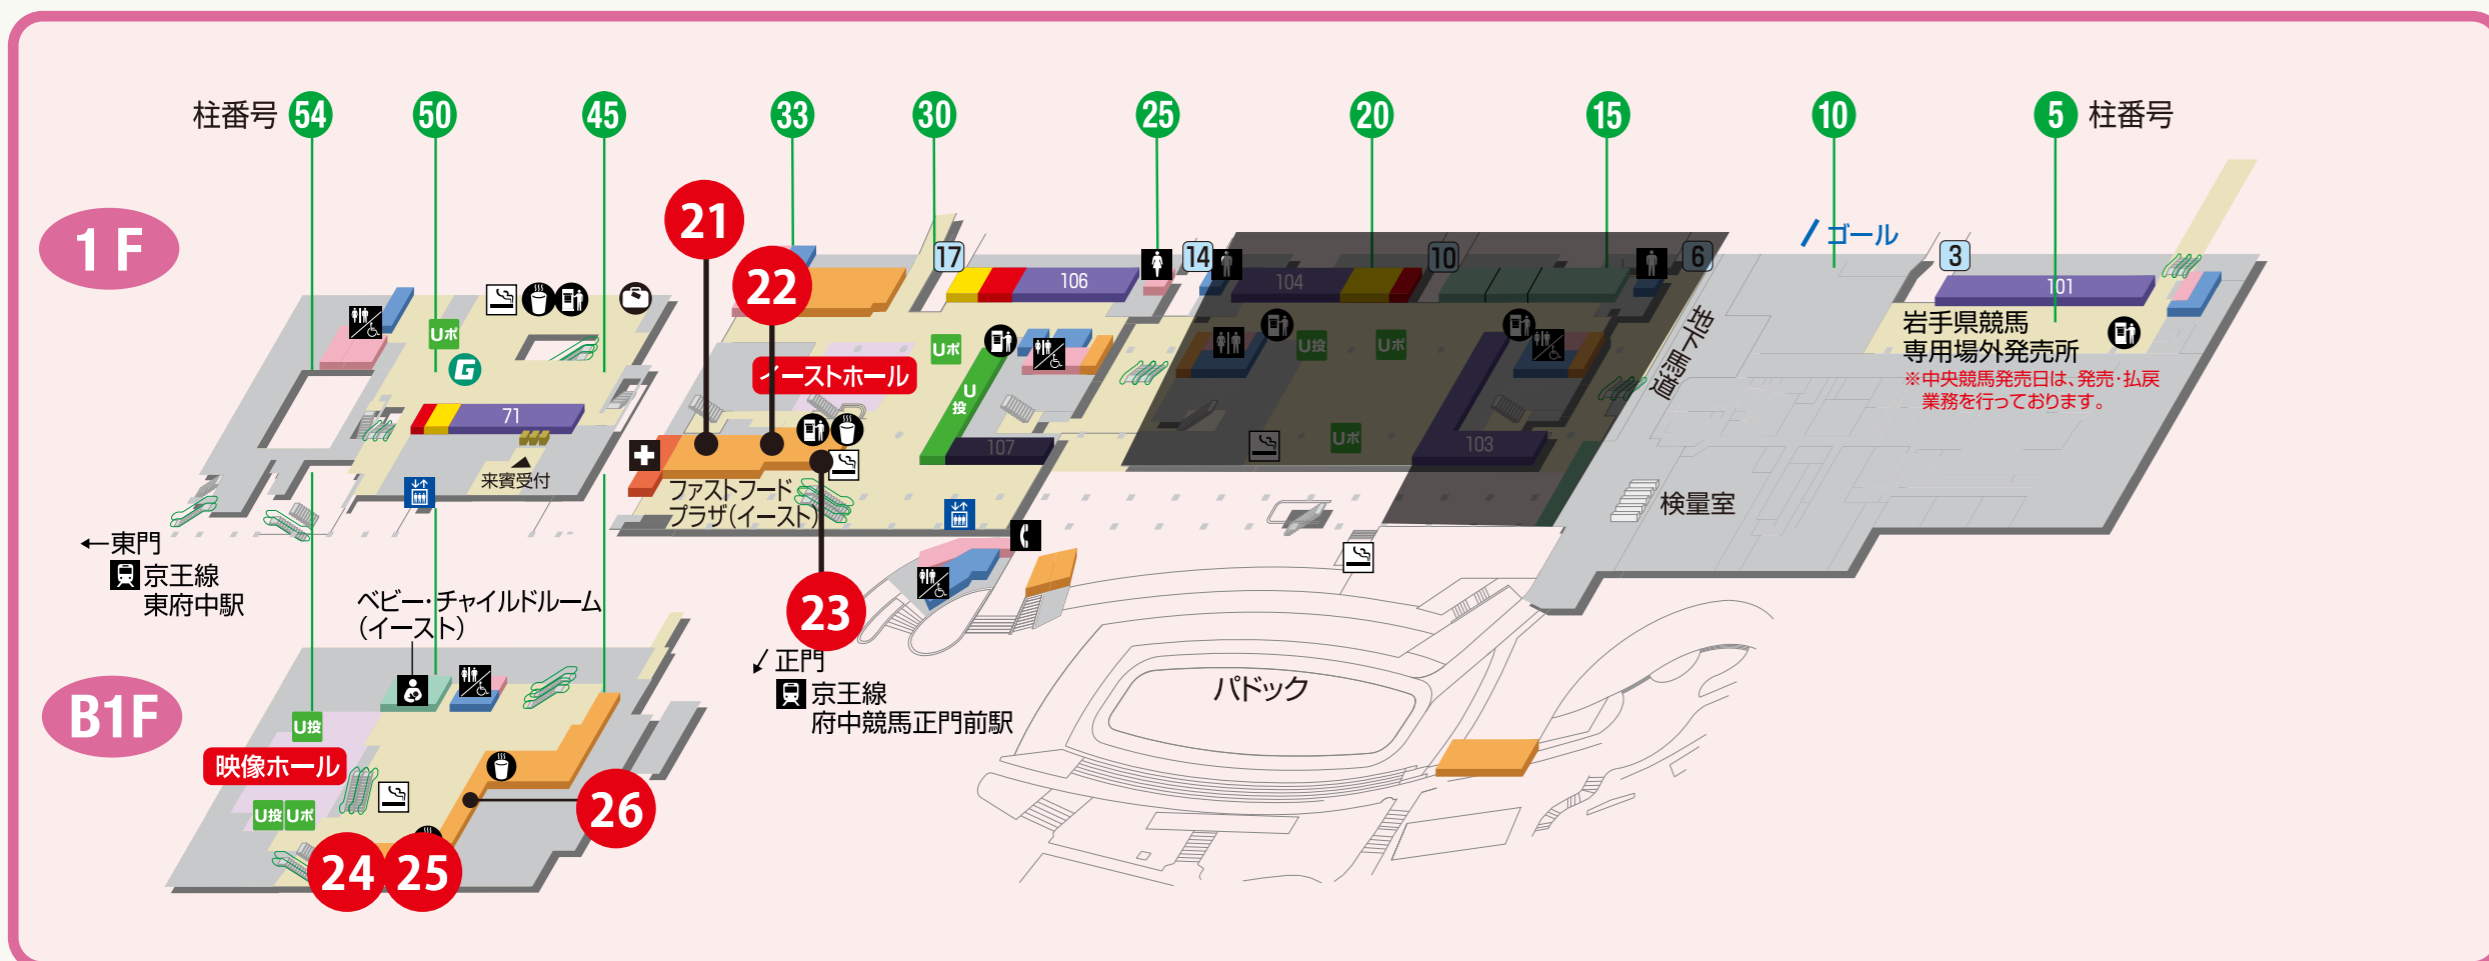 柱番号 54 50 45 33 30 25 20 15 10 5 柱番号
1F
21
22
17
106
14
104
10
6
/ゴール
3
101
岩手県競馬
専用場外発売所
※中央競馬発売日は、発売・払戻
業務を行っております。
地下馬道
Uポ
G
71
来賓受付
Uポ
イーストホール
U投
107
U投
Uポ
Uポ
103
ファストフード
プラザ(イースト)
検量室
←東門
京王線
東府中駅
23
正門
京王線
府中競馬正門前駅
パドック
ベビー・チャイルドルーム
(イースト)
B1F
U投
映像ホール
U投 Uポ
24
25
26